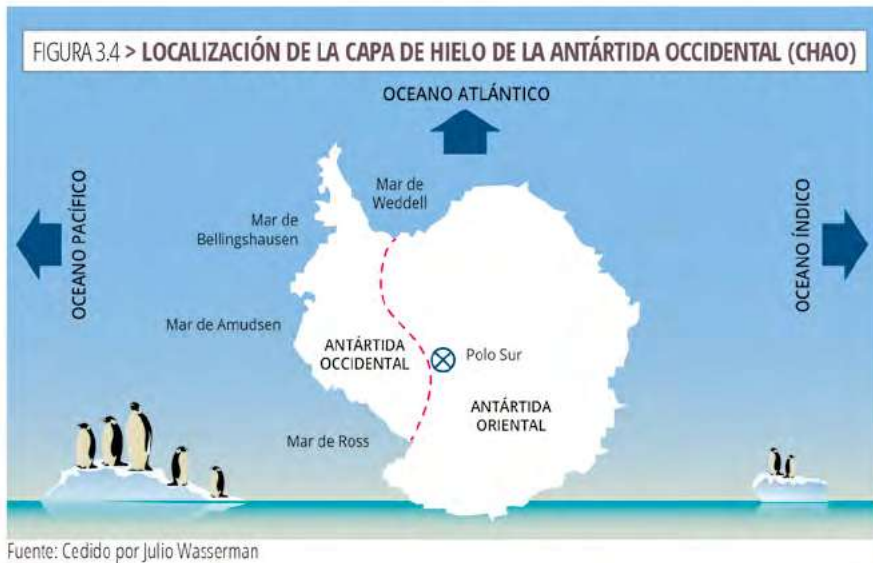 FIGURA 3.4 > LOCALIZACIÓN DE LA CAPA DE HIELO DE LA ANTÁRTIDA OCCIDENTAL (CHAO)
OCEANO ATLÁNTICO
OCEANO PACÍFICO
Mar de
Weddell
Mar de
Bellingshausen
OCEANO ÍNDICO
Mar de Amudsen
ANTÁRTIDA
OCCIDENTAL
Polo Sur
ANTÁRTIDA
ORIENTAL
Mar de Ross
Fuente: Cedido por Julio Wasserman